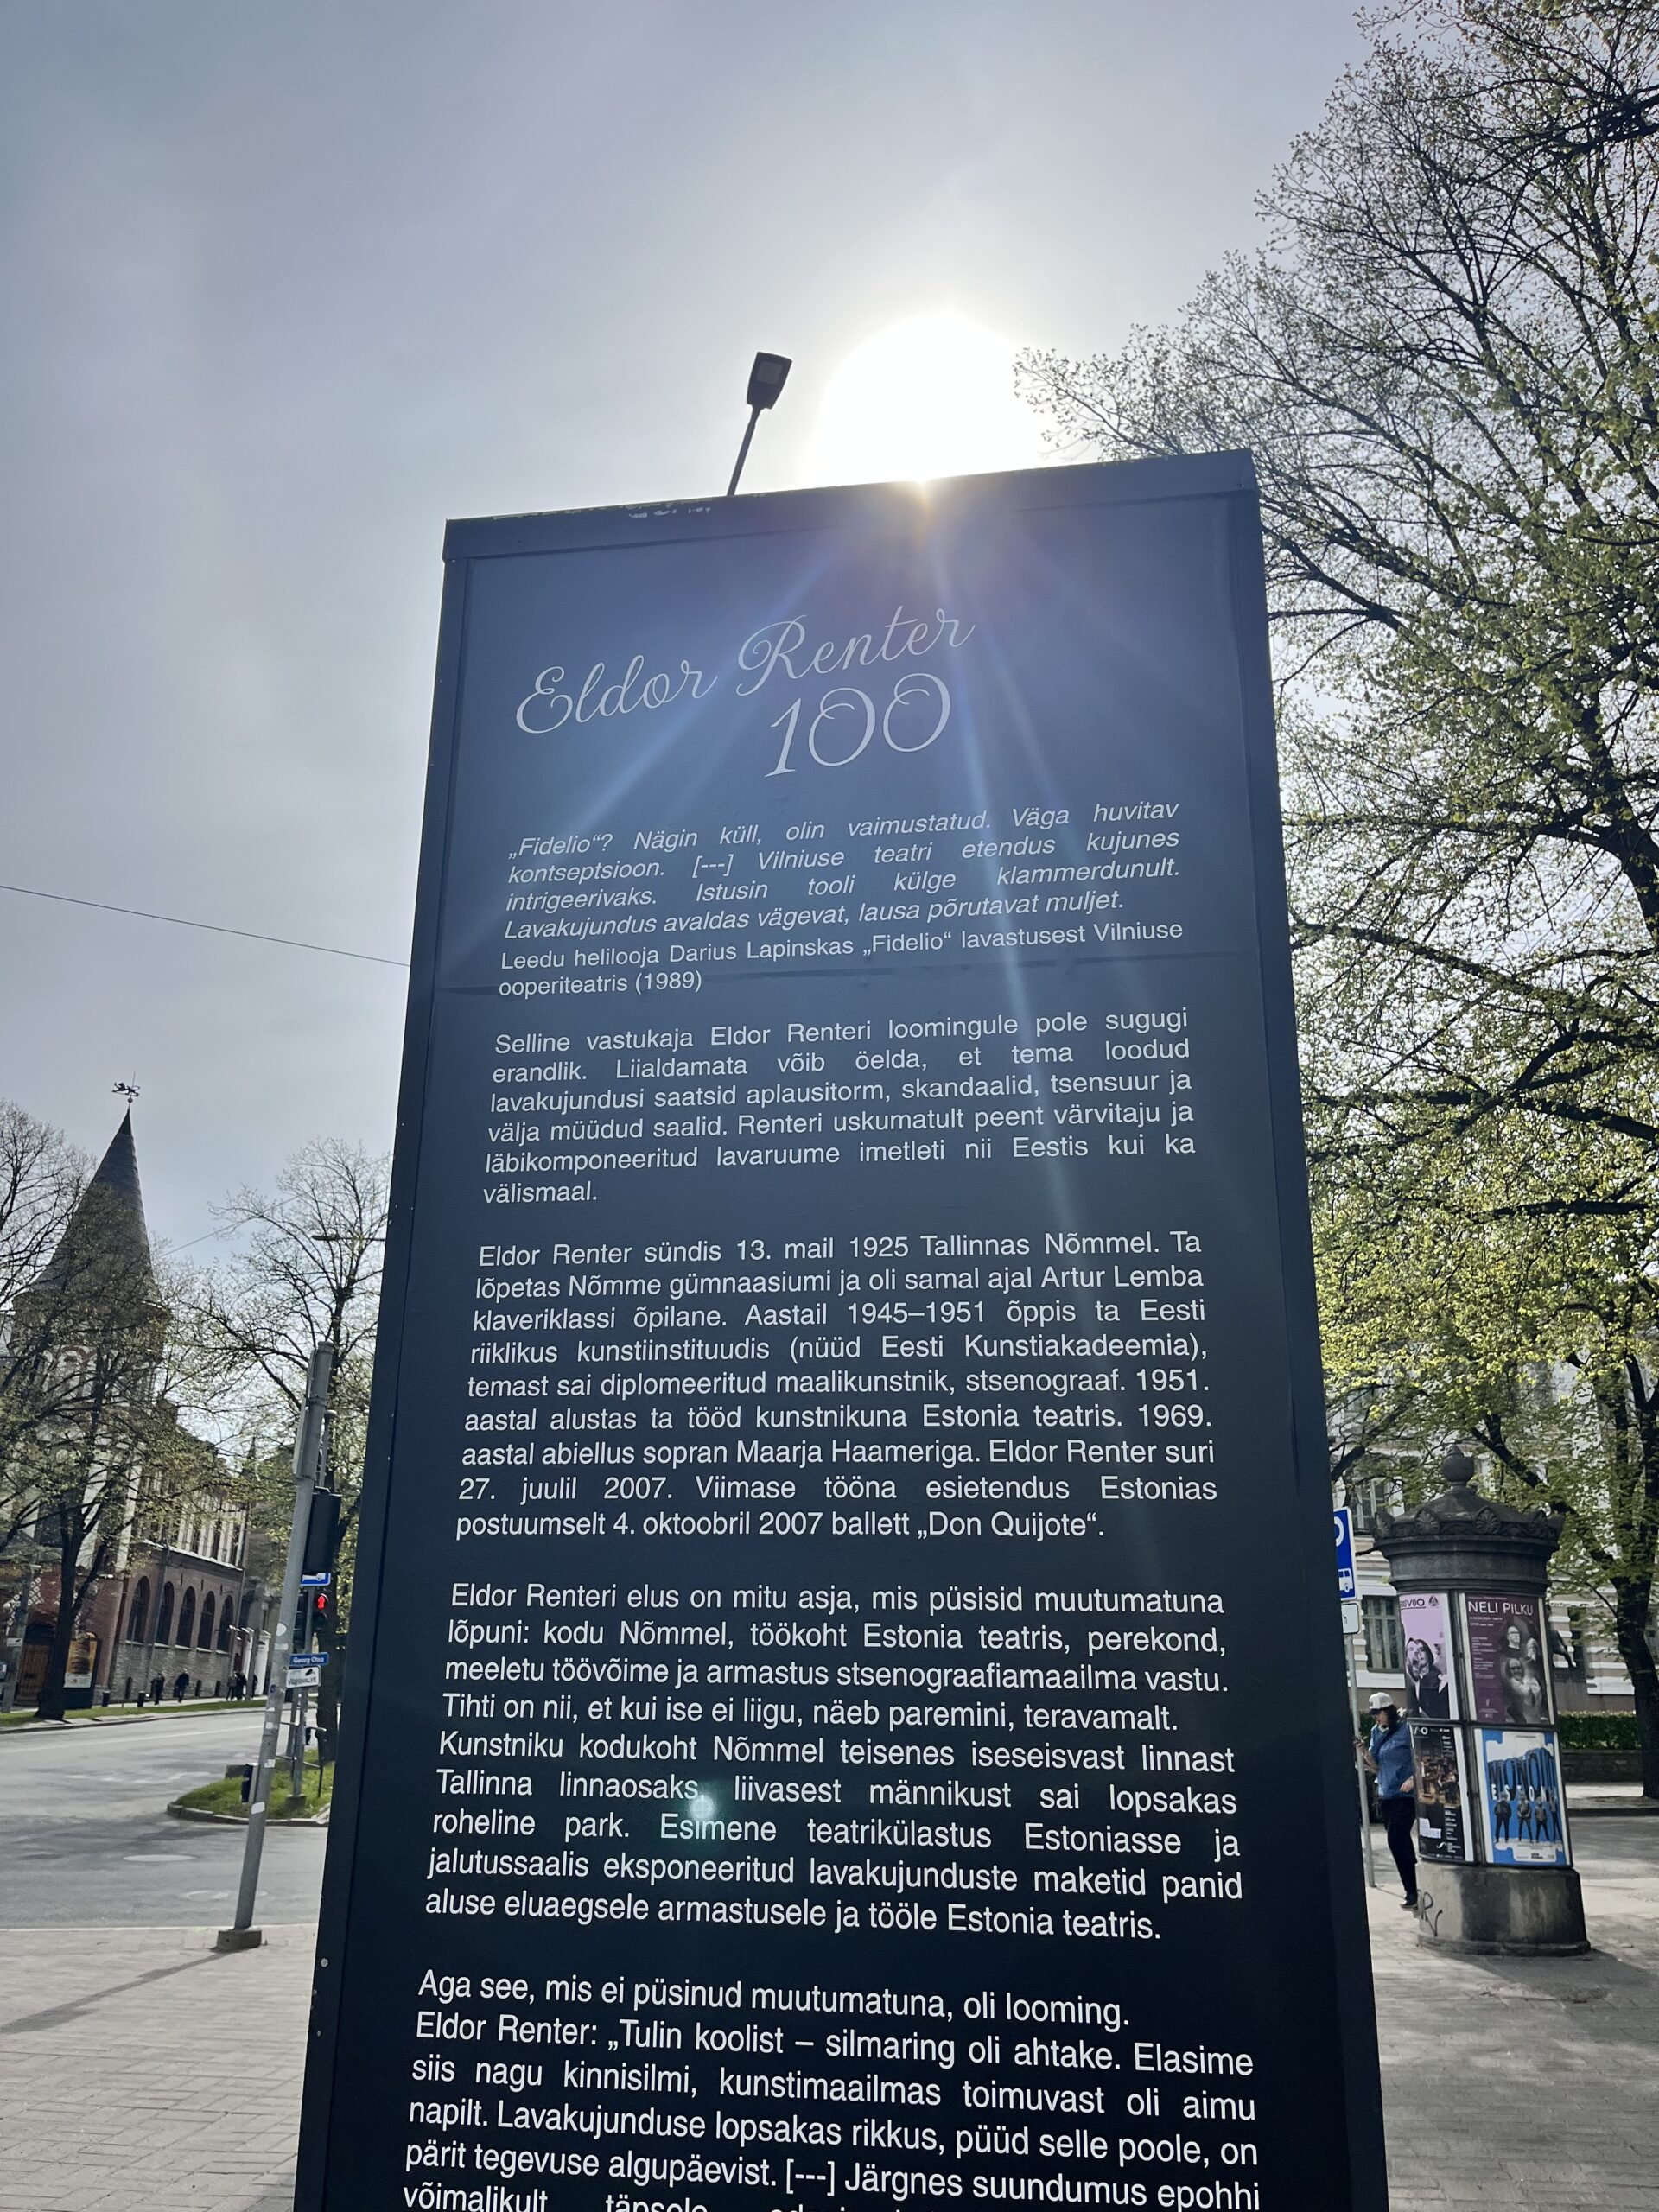 Eldor Renter
100
„Fidelio“? Nägin küll, olin vaimustatud. Väga huvitav
kontseptsioon. [---] Vilniuse teatri etendus kujunes
intrigeerivaks. Istusin tooli külge klammerdunult.
Lavakujundus avaldas vägevat, lausa põrutavat muljet.
Leedu helilooja Darius Lapinskas „Fidelio“ lavastusest Vilniuse
ooperiteatris (1989)
Selline vastukaja Eldor Renteri loomingule pole sugugi
erandlik. Liialdamata võib öelda, et tema loodud
lavakujundusi saatsid aplausitorm, skandaalid, tsensuur ja
välja müüdud saalid. Renteri uskumatult peent värvitaju ja
läbikomponeeritud lavaruume imetleti nii Eestis kui ka
välismaal.
Eldor Renter sündis 13. mail 1925 Tallinnas Nõmmel. Ta
lõpetas Nõmme gümnaasiumi ja oli samal ajal Artur Lemba
klaveriklassi õpilane. Aastail 1945–1951 õppis ta Eesti
riiklikus kunstiinstituudis (nüüd Eesti Kunstiakadeemia),
temast sai diplomeeritud maalikunstnik, stsenograaf. 1951.
aastal alustas ta tööd kunstnikuna Estonia teatris. 1969.
aastal abiellus sopran Maarja Haameriga. Eldor Renter suri
27. juulil 2007. Viimase tööna esietendus Estonias
postuumselt 4. oktoobril 2007 ballett „Don Quijote“.
Eldor Renteri elus on mitu asja, mis püsisid muutumatuna
lõpuni: kodu Nõmmel, töökoht Estonia teatris, perekond,
meeletu töövõime ja armastus stsenograafiamaailma vastu.
Tihti on nii, et kui ise ei liigu, näeb paremini, teravamalt.
Kunstniku kodukoht Nõmmel teisenes iseseisvast linnast
Tallinna linnaosaks, liivasest männikust sai lopsakas
roheline park. Esimene teatrikülastus Estoniasse ja
jalutussaalis eksponeeritud lavakujunduste maketid panid
aluse eluaegsele armastusele ja tööle Estonia teatris.
Aga see, mis ei püsinud muutumatuna, oli looming.
Eldor Renter: „Tulin koolist – silmaring oli ahtake. Elasime
siis nagu kinnisilmi, kunstimaailmas toimuvast oli aimu
napilt. Lavakujunduse lopsakas rikkus, püüd selle poole, on
pärit tegevuse algupäevist. [---] Järgnes suundumus epohhi
võimalikult täpsele
Georg Otsa
NELI PILKU
ESTONIA